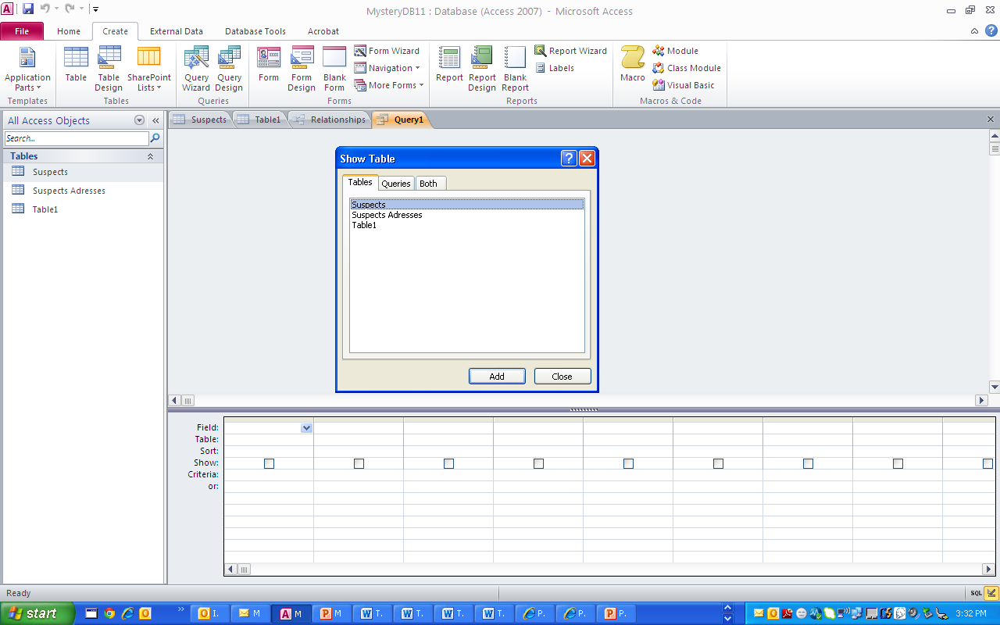 MysteryDB11 : Database (Access 2007) - Microsoft Access
File Home Create External Data Database Tools Acrobat
Application Parts
Table
Table Design
SharePoint Lists
Query Wizard
Query Design
Form
Form Design
Blank Form
Form Wizard
Navigation
More Forms
Report
Report Design
Blank Report
Report Wizard
Labels
Macro
Module
Class Module
Visual Basic
Templates Tables Queries Forms Reports Macros & Code
All Access Objects
Search...
Tables
Suspects
Suspects Adresses
Table1
Suspects Table1 Relationships Query1
Show Table
Tables Queries Both
Suspects
Suspects Adresses
Table1
Add Close
Field:
Table:
Sort:
Show:
Criteria:
or:
Ready
SQL
start
I. M M M T. T. T. T. P. P. P.
3:32 PM